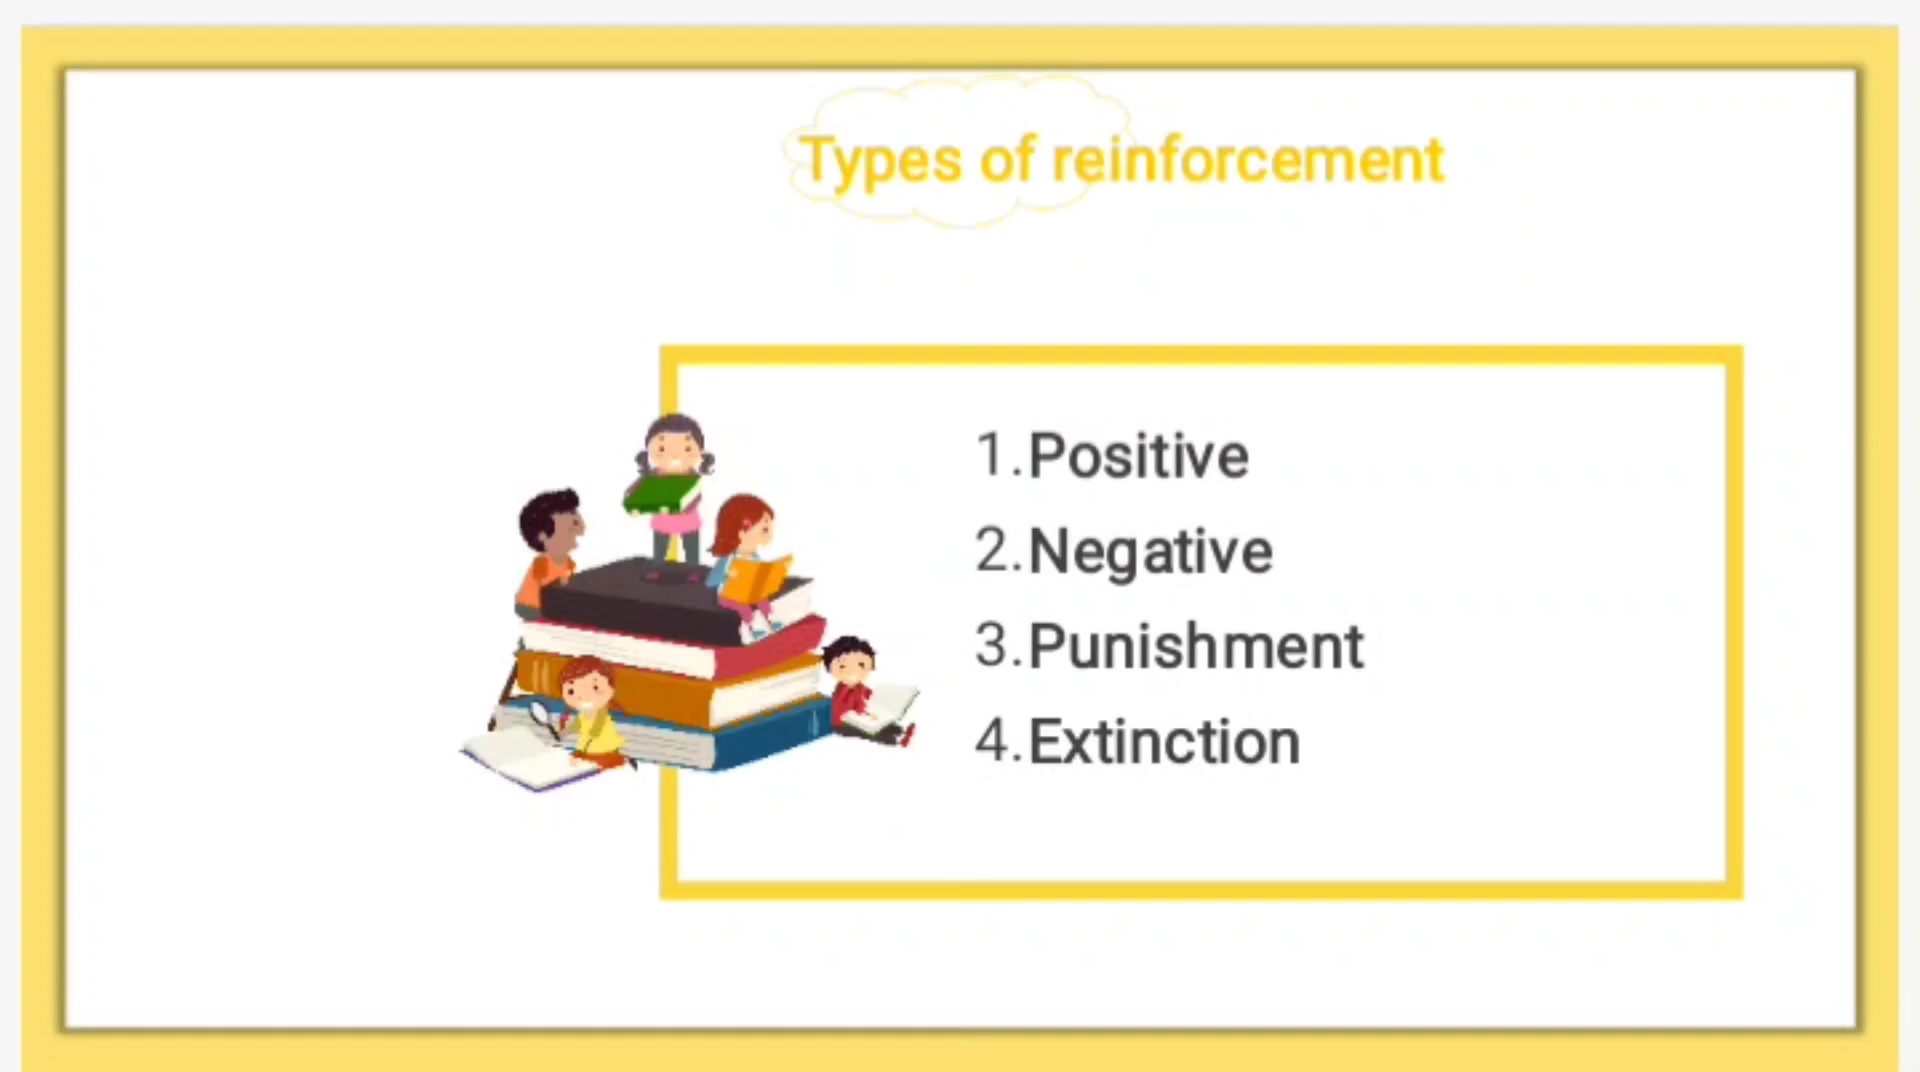 Types of reinforcement
1.Positive
2.Negative
3.Punishment
4.Extinction